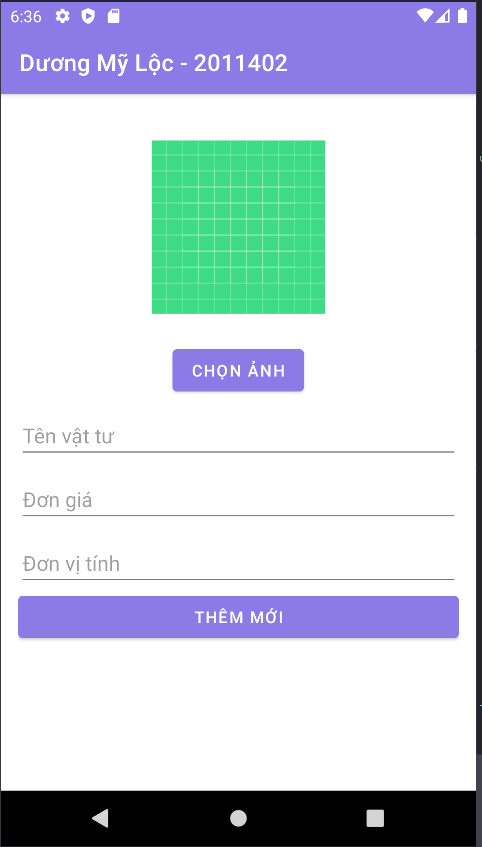 6:36
Dương Mỹ Lộc - 2011402
CHỌN ẢNH
Tên vật tư
Đơn giá
Đơn vị tính
THÊM MỚI